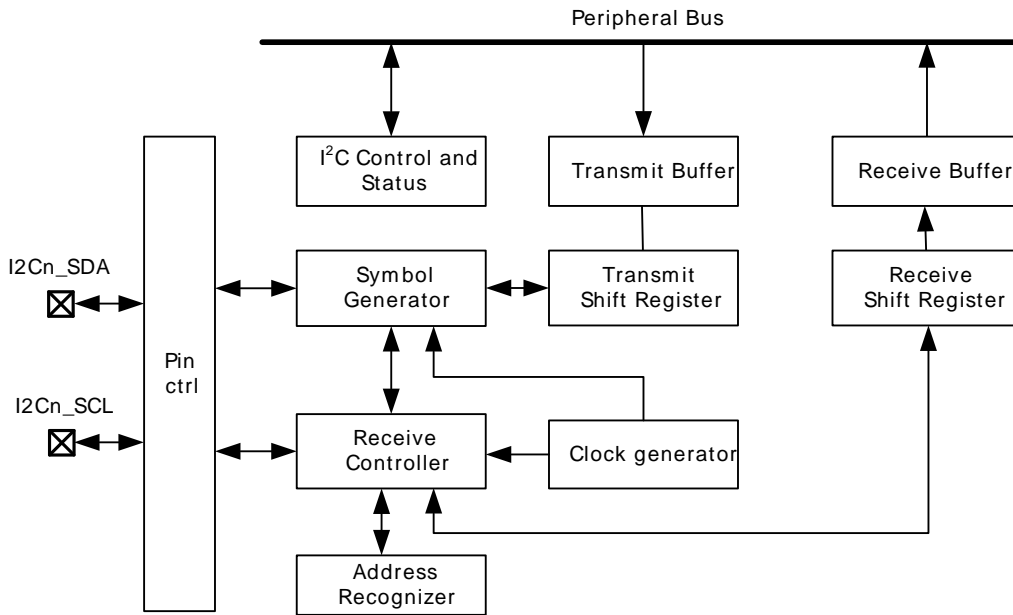 Peripheral Bus
I²C Control and
Status
Transmit Buffer
Receive Buffer
I2Cn_SDA
Symbol
Generator
Transmit
Shift Register
Receive
Shift Register
Pin
ctrl
I2Cn_SCL
Receive
Controller
Clock generator
Address
Recognizer